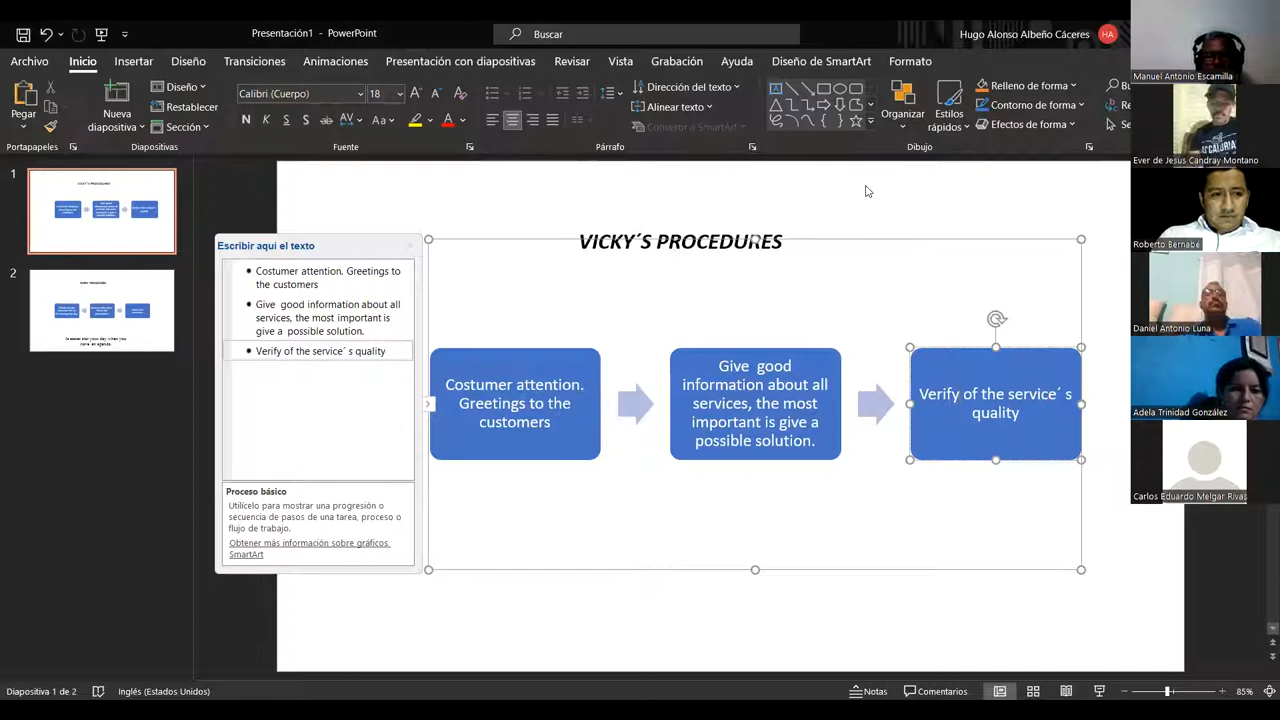 Presentación1 - PowerPoint
Buscar
Hugo Alonso Albeño Cáceres
HA
Archivo
Inicio
Insertar
Diseño
Transiciones
Animaciones
Presentación con diapositivas
Revisar
Vista
Grabación
Ayuda
Diseño de SmartArt
Formato
Pegar
Nueva
diapositiva
Diseño
Restablecer
Sección
Calibri (Cuerpo)
18
N K S S ab AV Aa A
Dirección del texto
Alinear texto
Convertir a SmartArt
Organizar
Estilos
rápidos
Relleno de forma
Contorno de forma
Efectos de forma
Portapapeles
Diapositivas
Fuente
Párrafo
Dibujo
1
2
VICKY´S PROCEDURES
Escribir aquí el texto
Costumer attention. Greetings to
the customers
Give good information about all
services, the most important is
give a possible solution.
Verify of the service´ s quality
Proceso básico
Utilícelo para mostrar una progresión o
secuencia de pasos de una tarea, proceso o
flujo de trabajo.
Obtener más información sobre gráficos
SmartArt
Costumer attention.
Greetings to the
customers
Give good
information about all
services, the most
important is give a
possible solution.
Verify of the service´ s
quality
Manuel Antonio Escamilla
Ever de Jesus Candray Montano
Roberto Bernabé
Daniel Antonio Luna
Adela Trinidad González
Carlos Eduardo Melgar Rivas
Diapositiva 1 de 2
Inglés (Estados Unidos)
Notas
Comentarios
85%